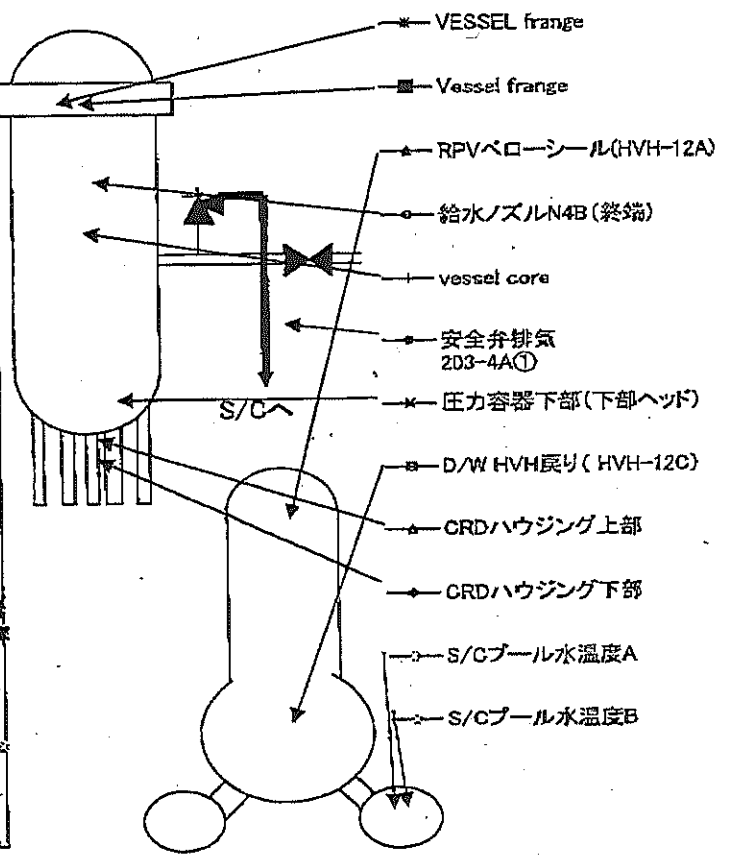 VESSEL frange
Vessel frange
RPVベローシール(HVH-12A)
給水ノズルN4B(終端)
vessel core
安全弁排気
203-4A①
圧力容器下部(下部ヘッド)
S/Cへ
D/W HVH戻り( HVH-12C)
CRDハウジング上部
CRDハウジング下部
S/Cプール水温度A
S/Cプール水温度B